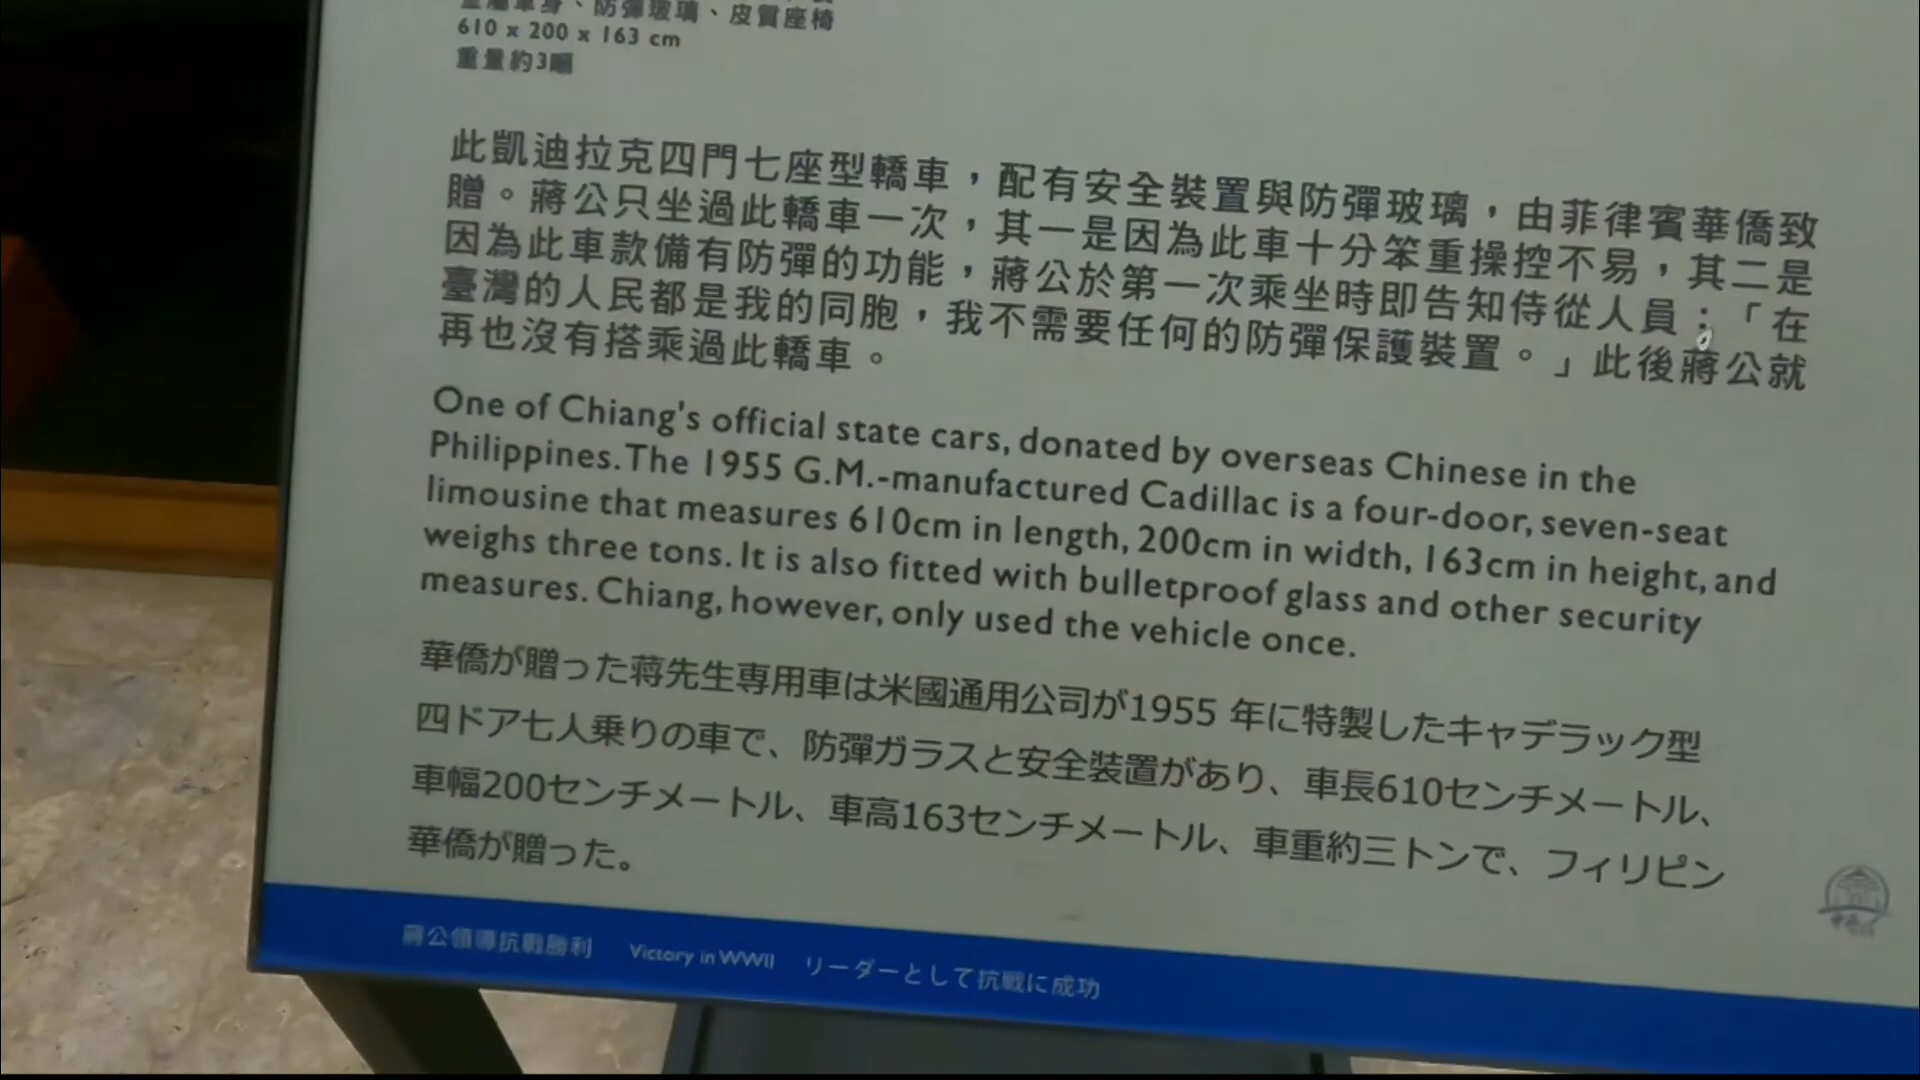 金屬車身、防彈玻璃、皮質座椅
610 x 200 x 163 cm
重量約3噸
此凱迪拉克四門七座型轎車，配有安全裝置與防彈玻璃，由菲律賓華僑致
贈。蔣公只坐過此轎車一次，其一是因為此車十分笨重操控不易，其二是
因為此車款備有防彈的功能，蔣公於第一次乘坐時即告知侍從人員：「在
臺灣的人民都是我的同胞，我不需要任何的防彈保護裝置。」此後蔣公就
再也沒有搭乘過此轎車。
One of Chiang's official state cars, donated by overseas Chinese in the
Philippines. The 1955 G.M.-manufactured Cadillac is a four-door, seven-seat
limousine that measures 610cm in length, 200cm in width, 163cm in height, and
weighs three tons. It is also fitted with bulletproof glass and other security
measures. Chiang, however, only used the vehicle once.
華僑が贈った蒋先生専用車は米國通用公司が1955 年に特製したキャデラック型
四ドア七人乗りの車で、防彈ガラスと安全裝置があり、車長610センチメートル、
車幅200センチメートル、車高163センチメートル、車重約三トンで、フィリピン
華僑が贈った。
蔣公領導抗戰勝利 Victory in WWII リーダーとして抗戰に成功